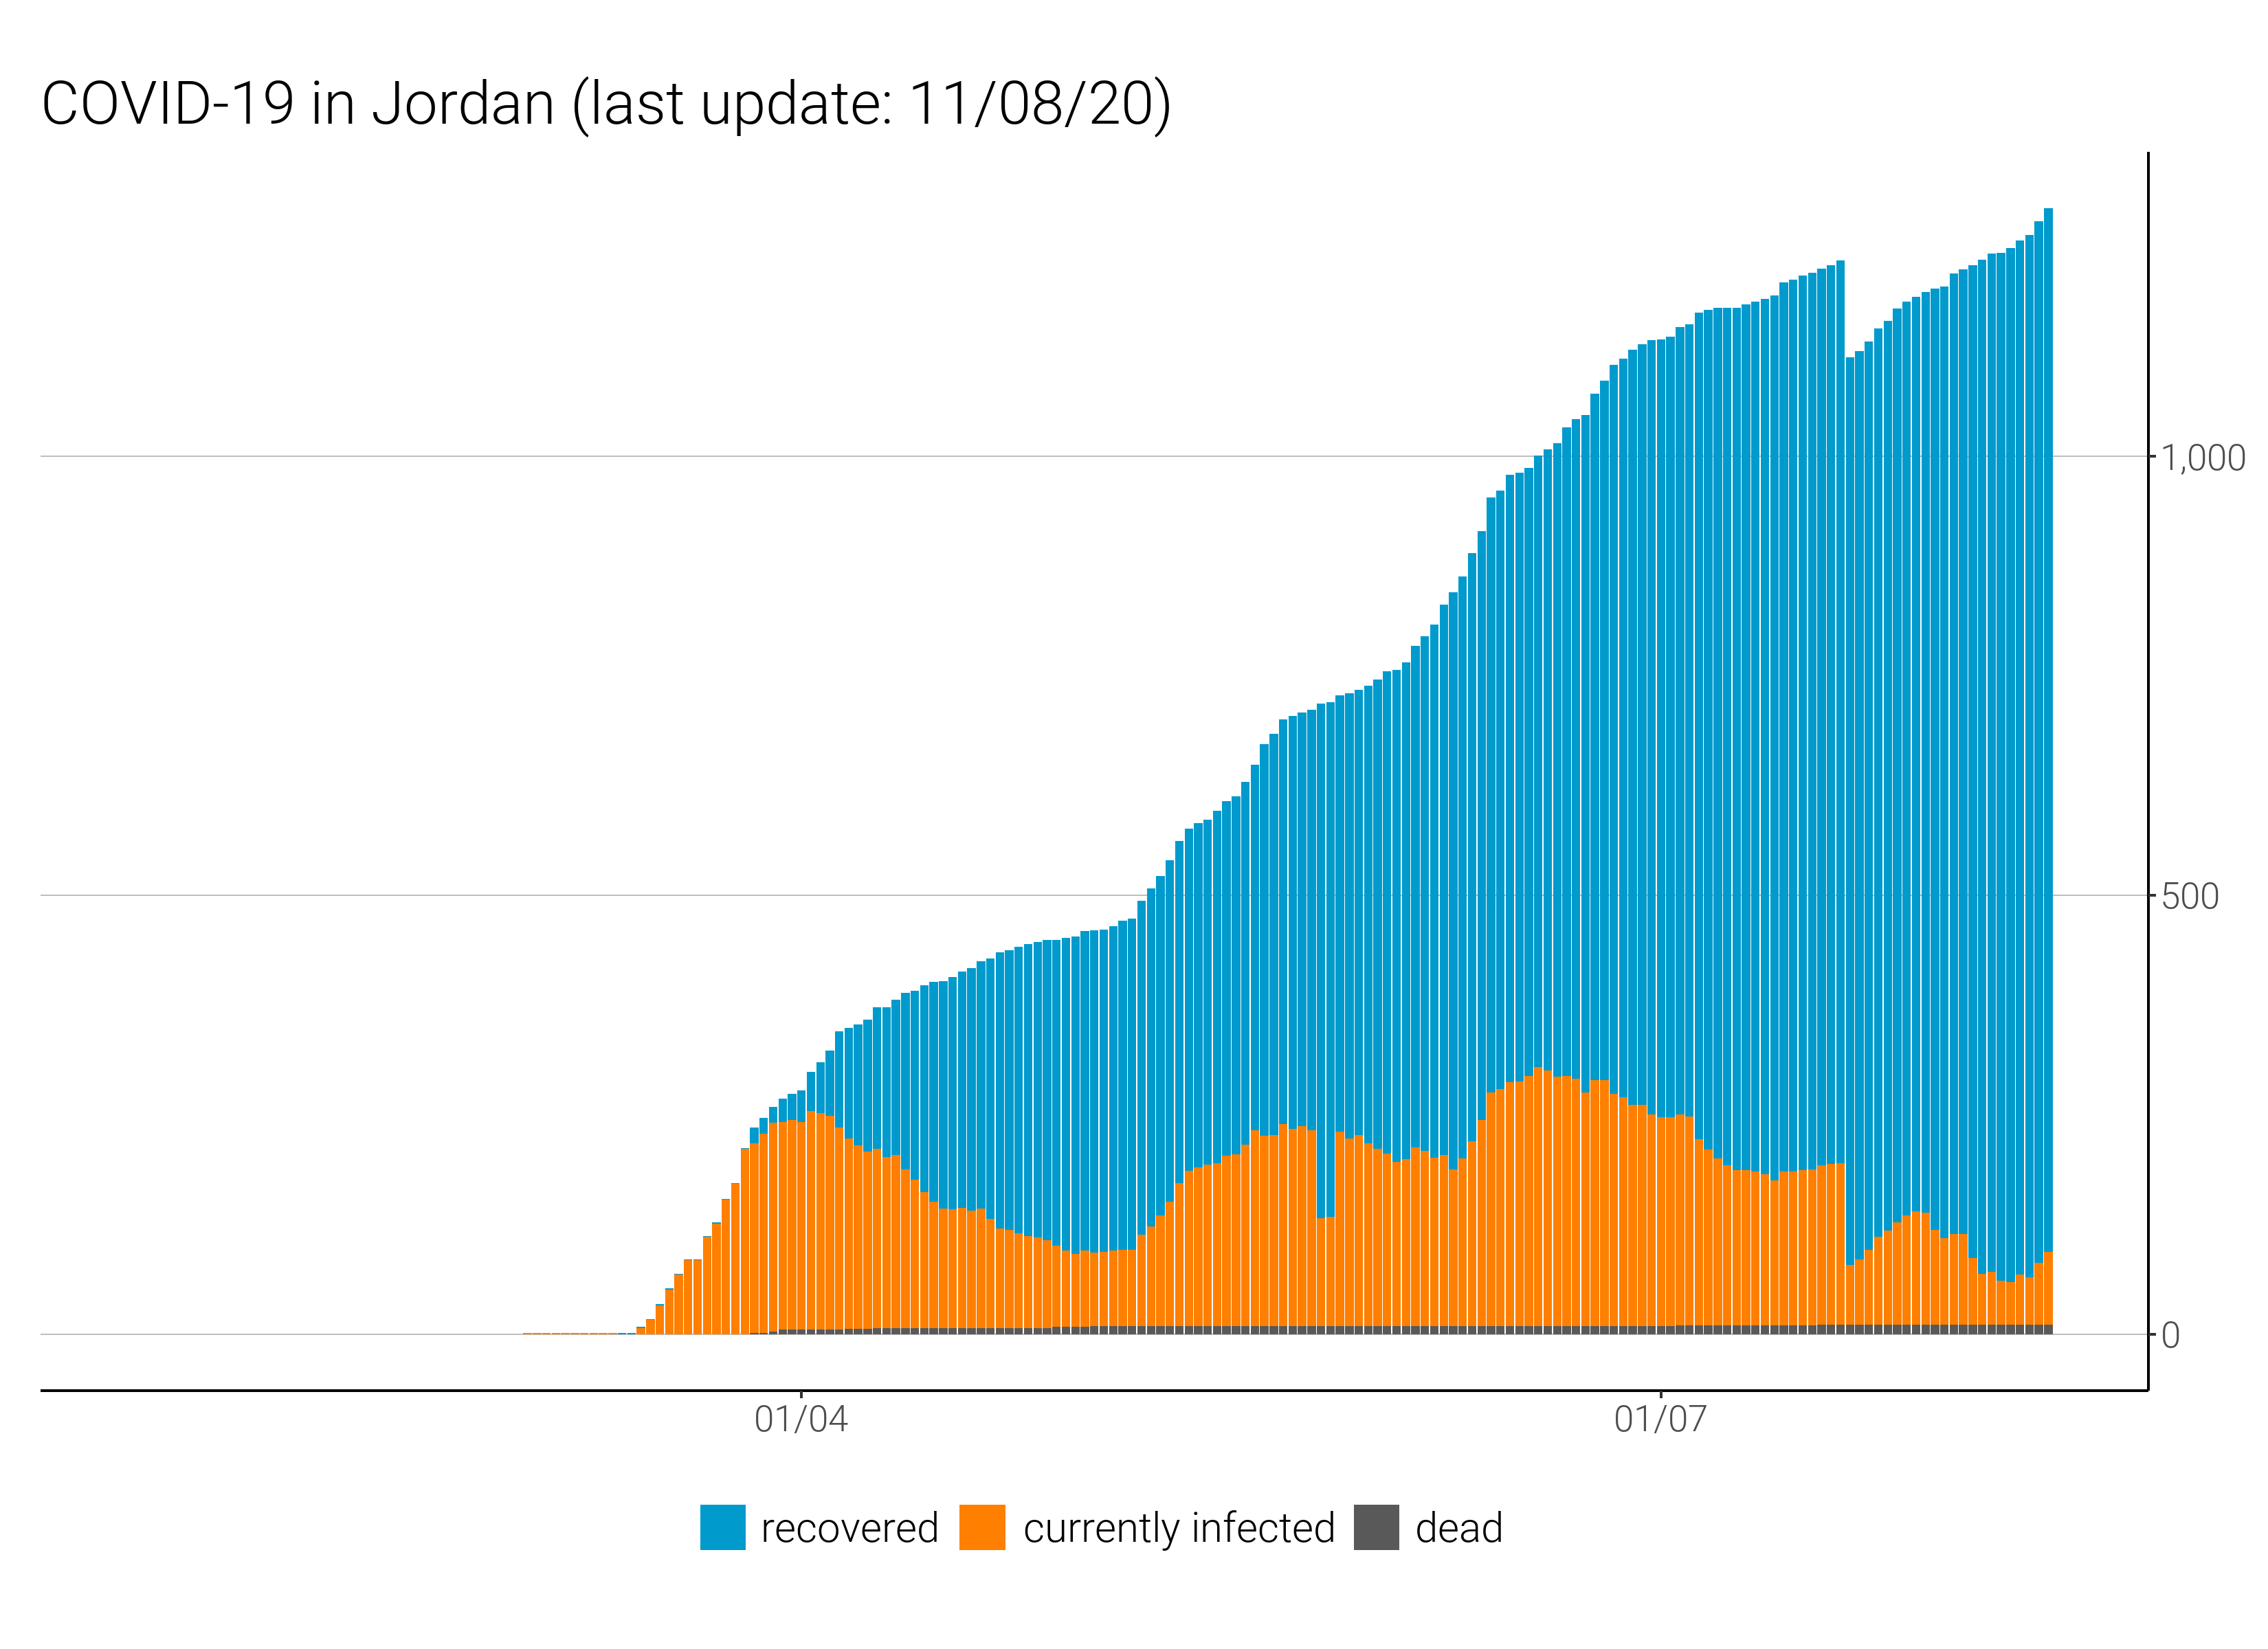 COVID-19 in Jordan (last update: 11/08/20)
1,000
500
0
01/04 01/07
recovered currently infected dead